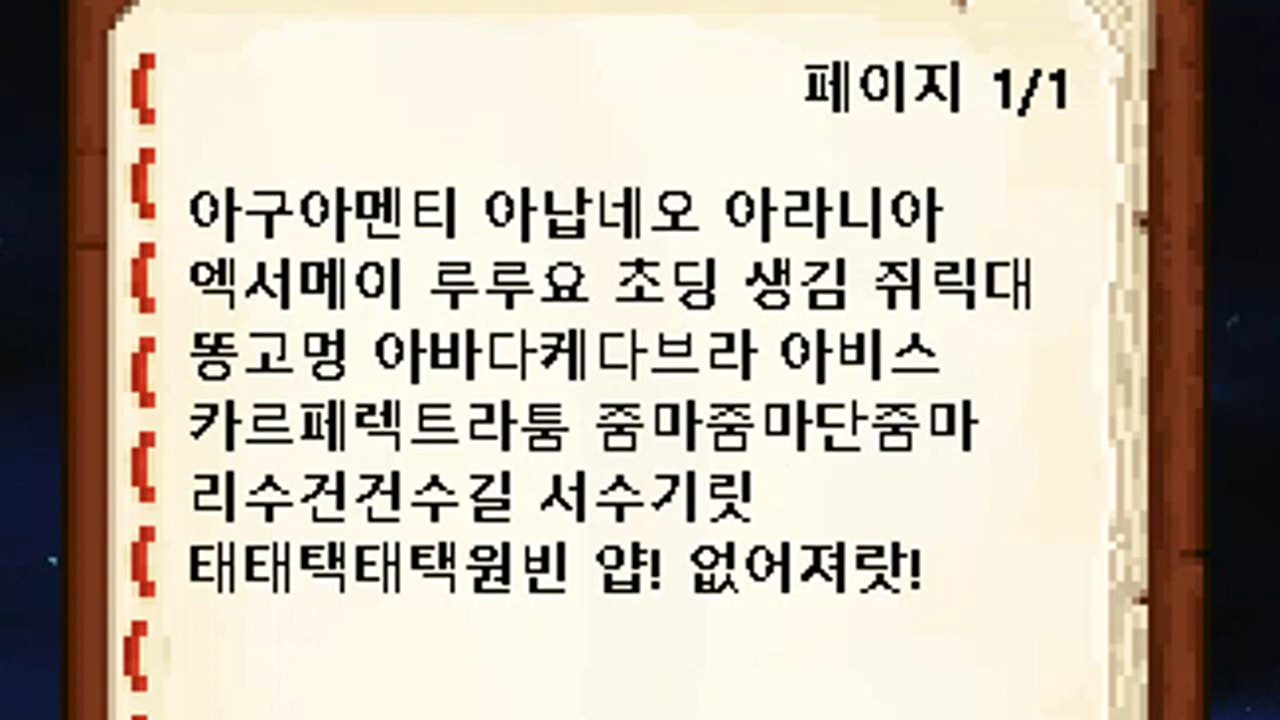 페이지 1/1
아구아멘티 아납네오 아라니아
엑서메이 루루요 초딩 생김 쥐릭대
똥고멍 아바다케다브라 아비스
카르페렉트라툼 줌마줌마단줌마
리수건건수길 서수기릿
태태택태택원빈 얍! 없어져랏!